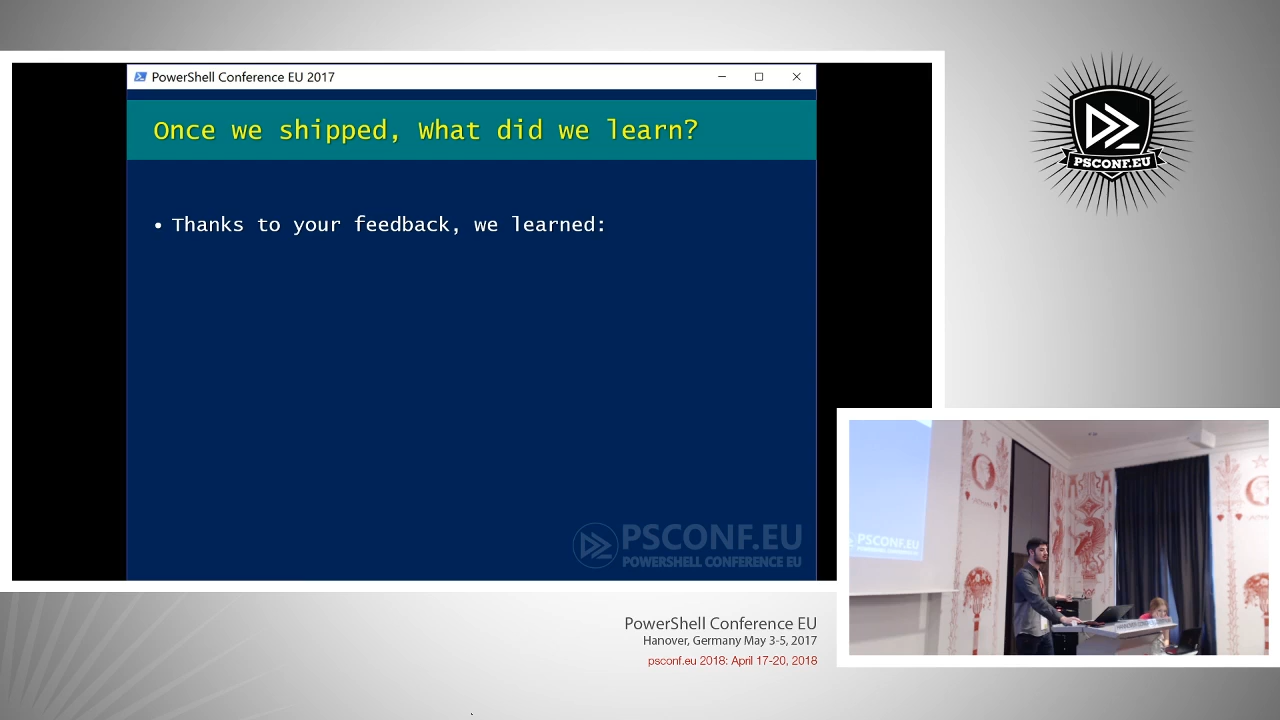 PowerShell Conference EU 2017
Once we shipped, What did we learn?
• Thanks to your feedback, we learned:
PSCONF.EU
POWERSHELL CONFERENCE EU
PSCONF.EU
PSCONF.EU
PowerShell Conference EU
Hanover, Germany May 3-5, 2017
psconf.eu 2018: April 17-20, 2018